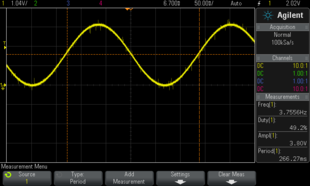 1 1.04V/ 2 3 4 6.700s 50.00s/ Auto 1 2.02V
Agilent
Acquisition
Normal
100kSa/s
Channels
DC 10.0:1
DC 1.00:1
DC 1.00:1
DC 10.0:1
Measurements
Freq(1)
3.7556Hz
Duty(1)
49.2%
Ampl(1)
3.80V
Period(1)
266.27ms
Measurement Menu
Source
1
Type
Period
Add
Measurement
Settings
Clear Meas